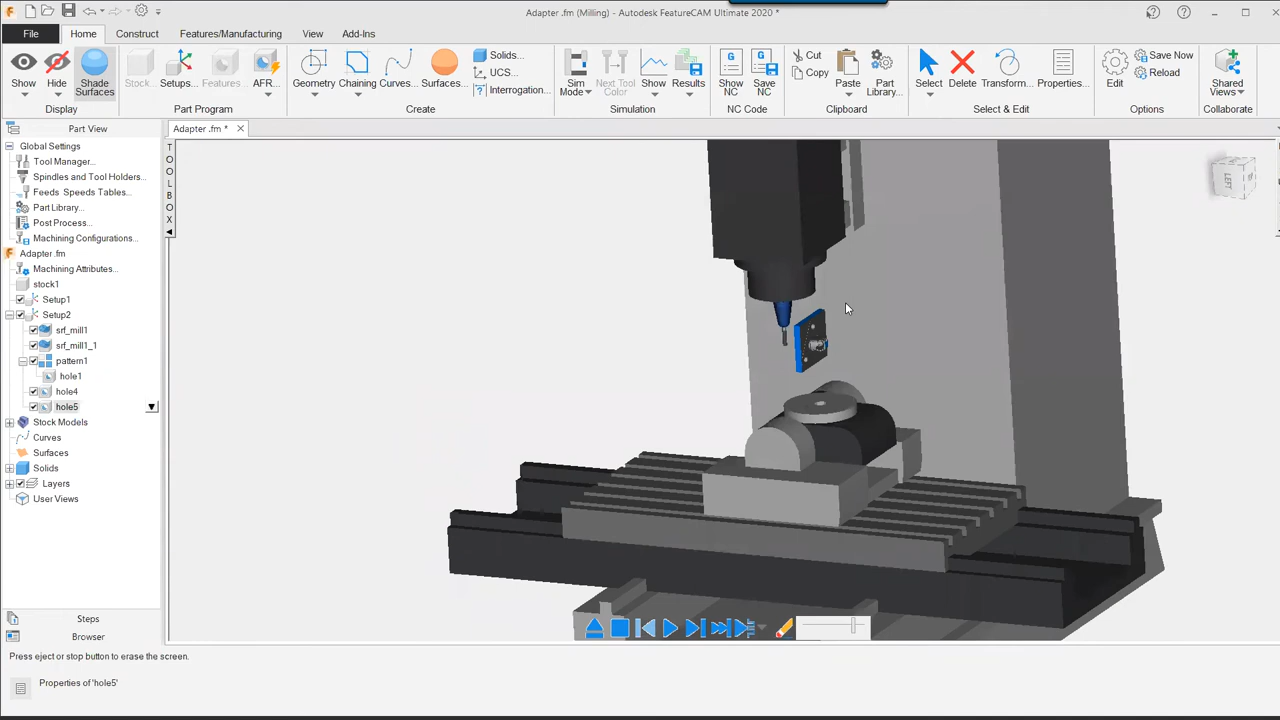 Adapter .fm (Milling) - Autodesk FeatureCAM Ultimate 2020 *
File Home Construct Features/Manufacturing View Add-Ins
Show Hide Shade Surfaces Stock... Setups... Features... AFR... Geometry Chaining Curves... Surfaces... Solids... Sim Mode Next Tool Color Show Results Show NC Save NC Cut Paste Part Library... Select Delete Transform... Properties... Edit Save Now Shared Views
UCS... Copy Reload
Interrogation...
Display Part Program Create Simulation NC Code Clipboard Select & Edit Options Collaborate
Part View
Adapter .fm *
Global Settings
Tool Manager...
Spindles and Tool Holders...
Feeds Speeds Tables...
Part Library...
Post Process...
Machining Configurations...
Adapter .fm
Machining Attributes...
stock1
Setup1
Setup2
srf_mill1
srf_mill1_1
pattern1
hole1
hole4
hole5
Stock Models
Curves
Surfaces
Solids
Layers
User Views
TOOLBOX
LEFT
Steps
Browser
Press eject or stop button to erase the screen.
Properties of 'hole5'